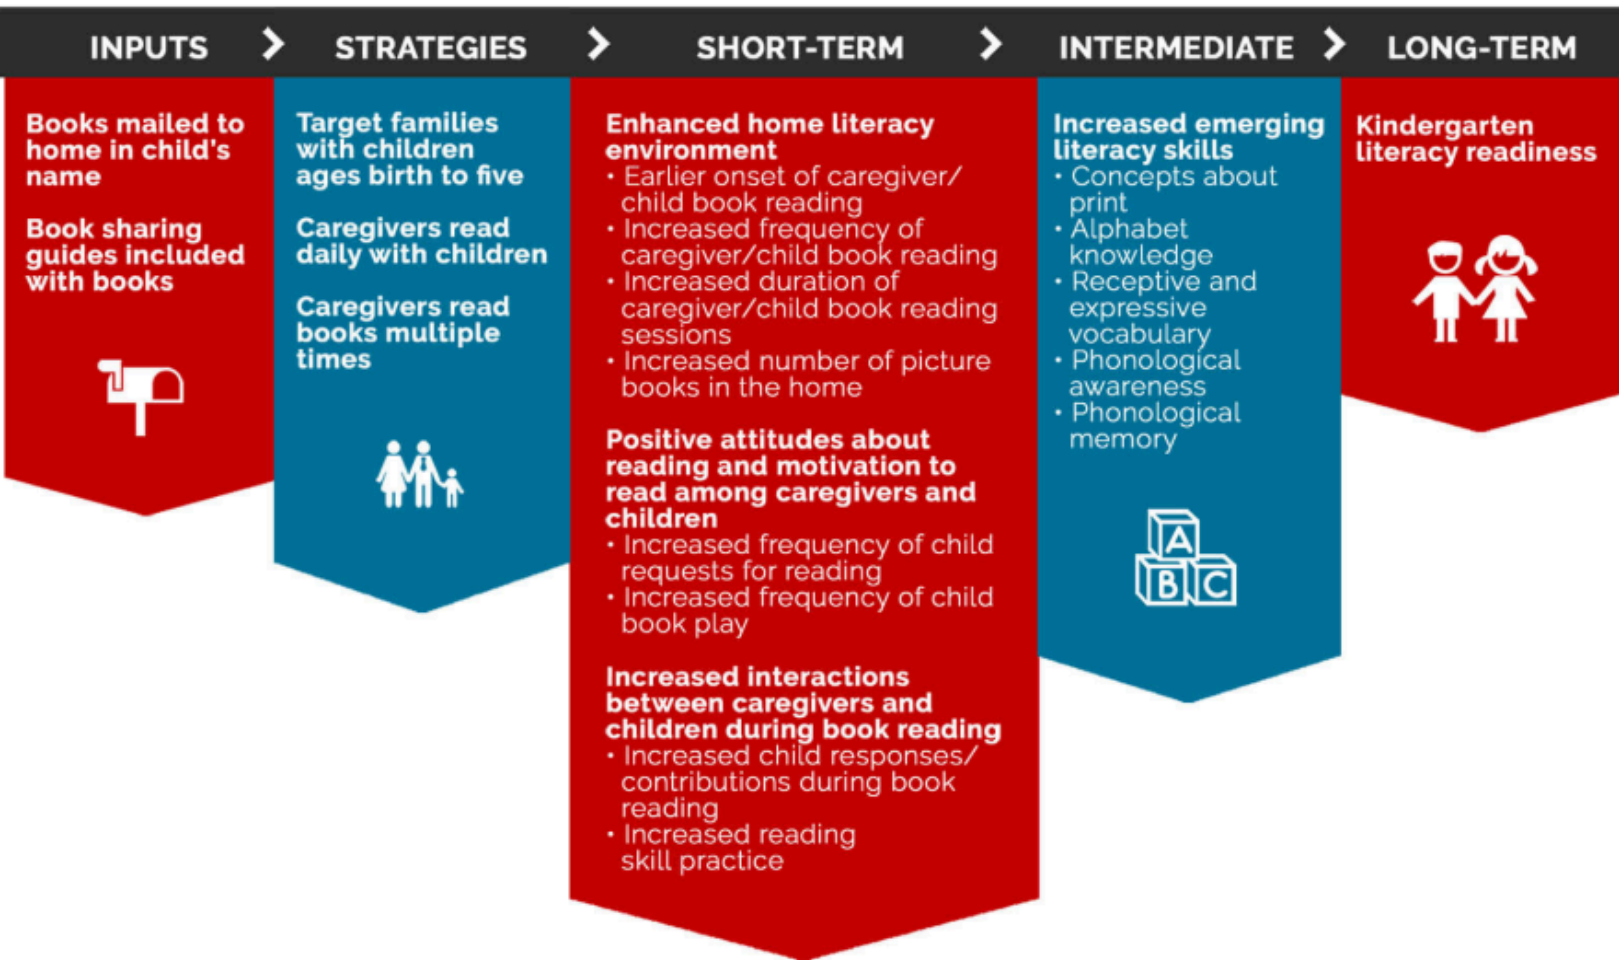 INPUTS > STRATEGIES > SHORT-TERM > INTERMEDIATE > LONG-TERM
Books mailed to
home in child's
name
Book sharing
guides included
with books
Target families
with children
ages birth to five
Caregivers read
daily with children
Caregivers read
books multiple
times
Enhanced home literacy
environment
• Earlier onset of caregiver/
child book reading
• Increased frequency of
caregiver/child book reading
• Increased duration of
caregiver/child book reading
sessions
• Increased number of picture
books in the home
Positive attitudes about
reading and motivation to
read among caregivers and
children
• Increased frequency of child
requests for reading
• Increased frequency of child
book play
Increased interactions
between caregivers and
children during book reading
• Increased child responses/
contributions during book
reading
• Increased reading
skill practice
Increased emerging
literacy skills
• Concepts about
print
• Alphabet
knowledge
• Receptive and
expressive
vocabulary
• Phonological
awareness
• Phonological
memory
A
B C
Kindergarten
literacy readiness